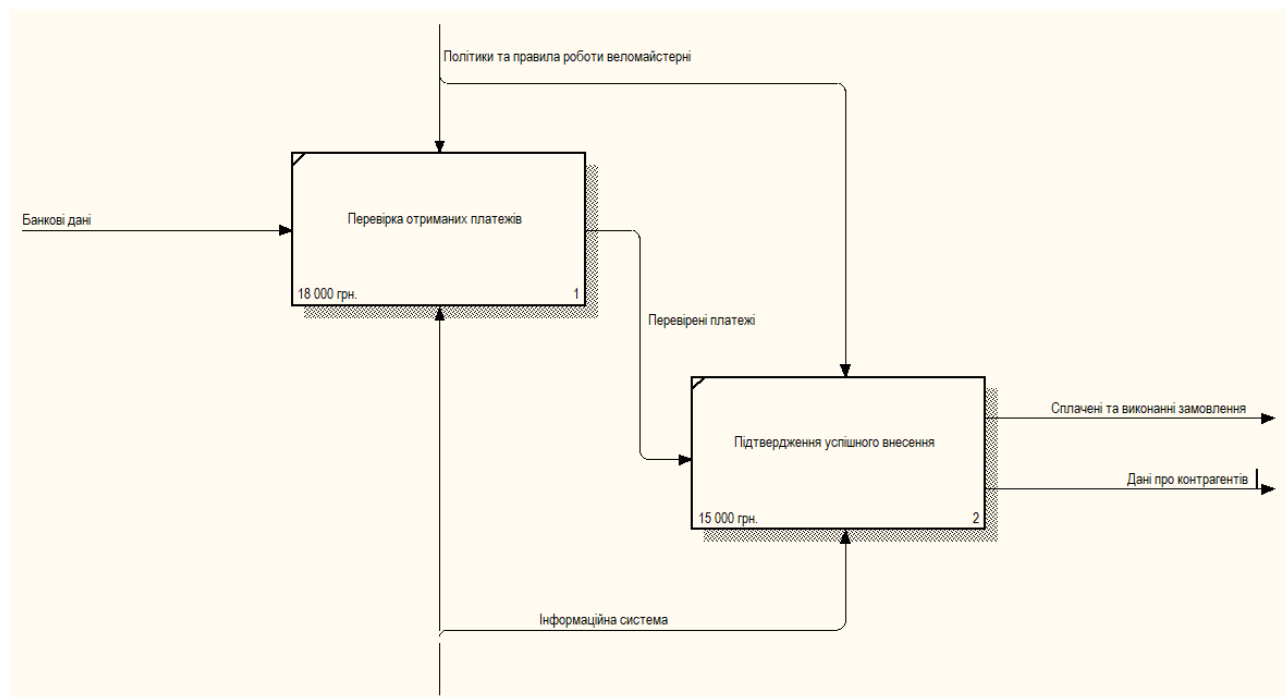 Політики та правила роботи веломайстерні
Банкові дані
Перевірка отриманих платежів
18 000 грн.
1
Перевірені платежі
Підтвердження успішного внесення
15 000 грн.
2
Сплачені та виконанні замовлення
Дані про контрагентів
Інформаційна система